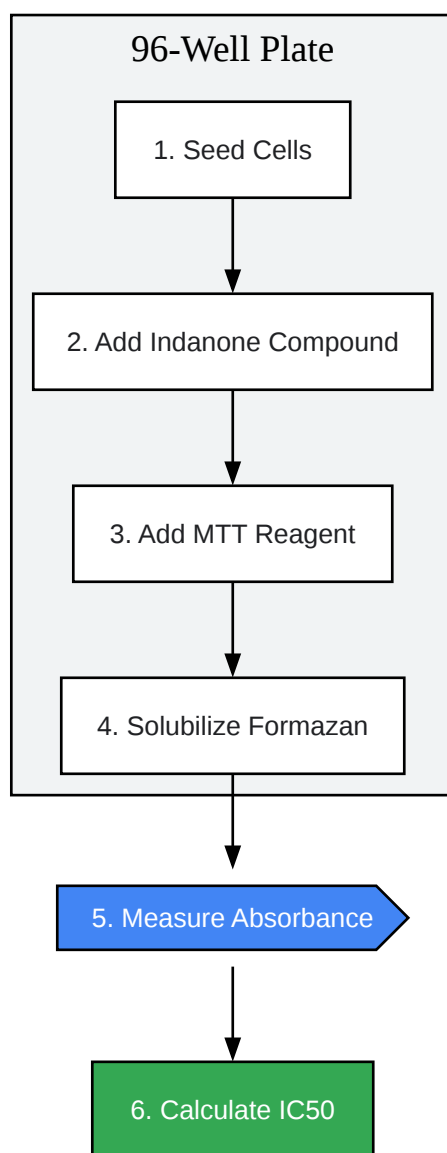 96-Well Plate
1. Seed Cells
2. Add Indanone Compound
3. Add MTT Reagent
4. Solubilize Formazan
5. Measure Absorbance
6. Calculate IC50